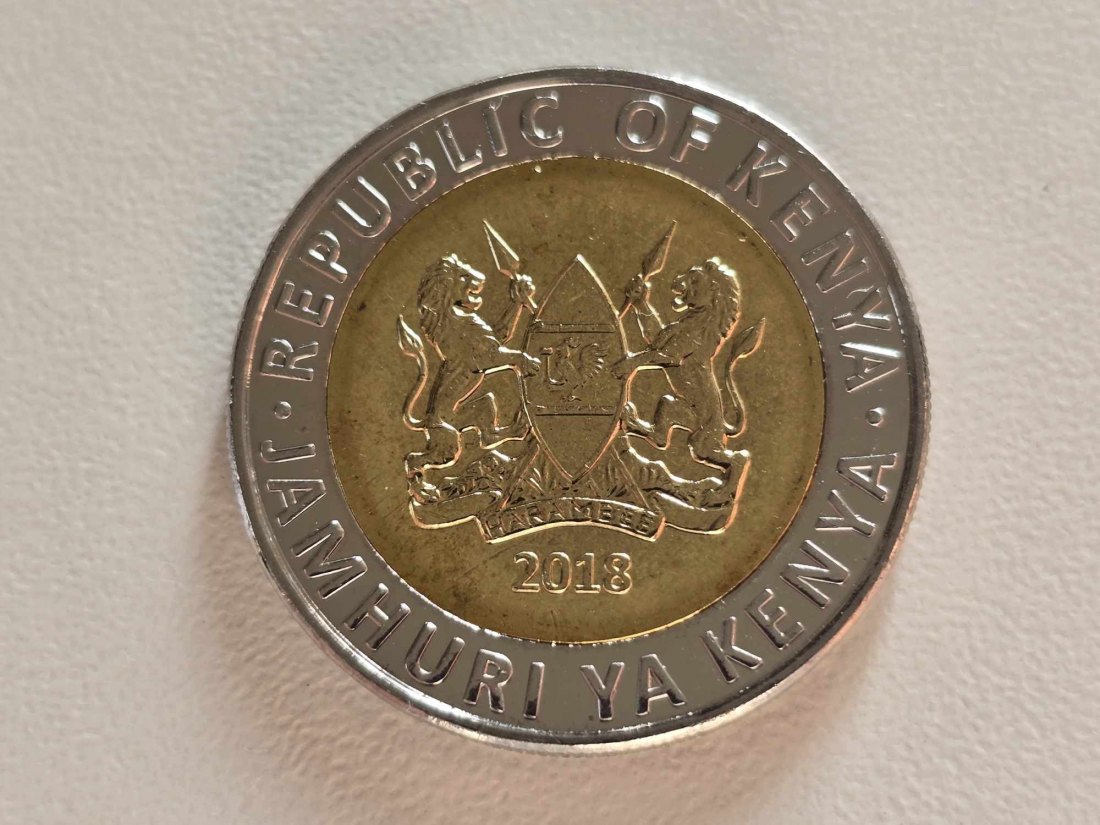 · REPUBLIC OF KENYA ·
JAMHURI YA KENYA
HARAMBEE
2018